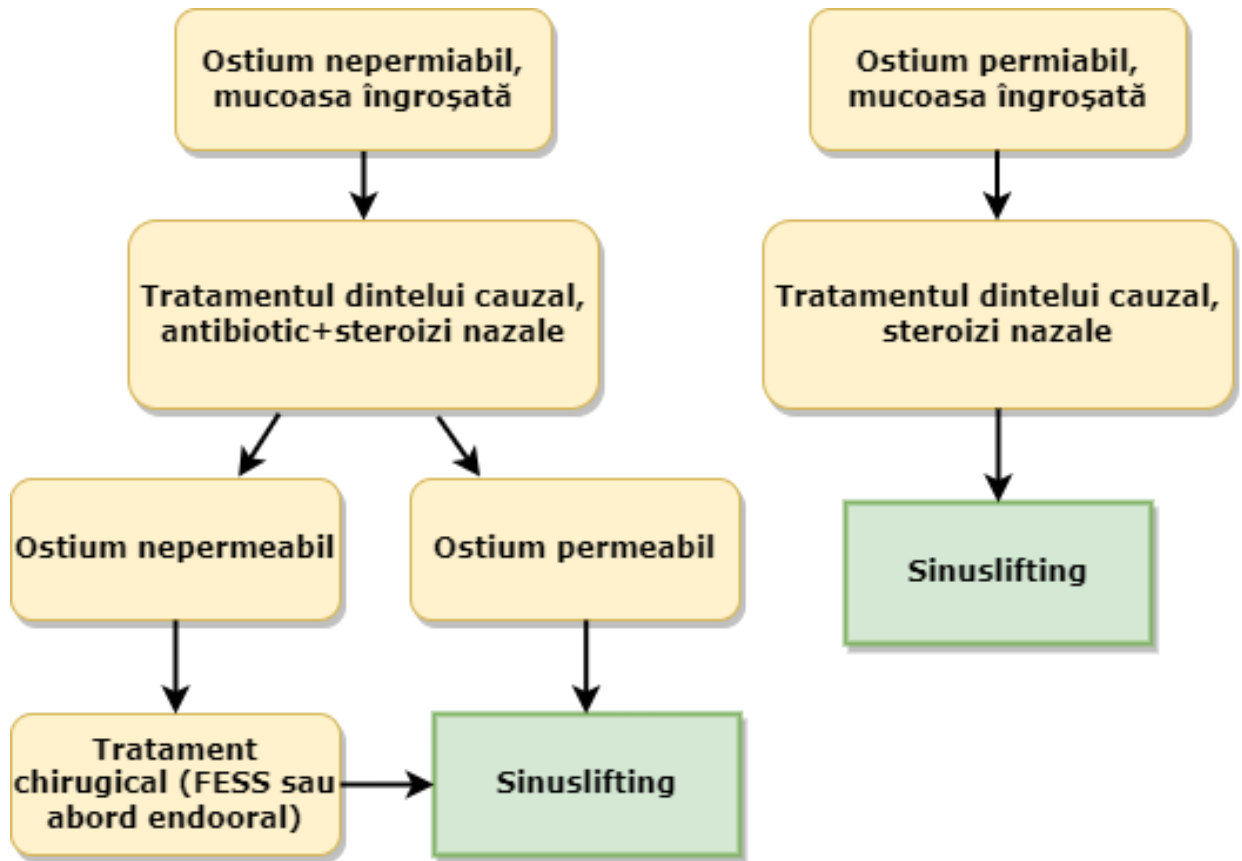 Ostium nepermiabil,
mucoasa îngroșată
Ostium permiabil,
mucoasa îngroșată
Tratamentul dintelui cauzal,
antibiotic+steroizi nazale
Tratamentul dintelui cauzal,
steroizi nazale
Ostium nepermeabil
Ostium permeabil
Sinuslifting
Tratament
chirugical (FESS sau
abord endooral)
Sinuslifting